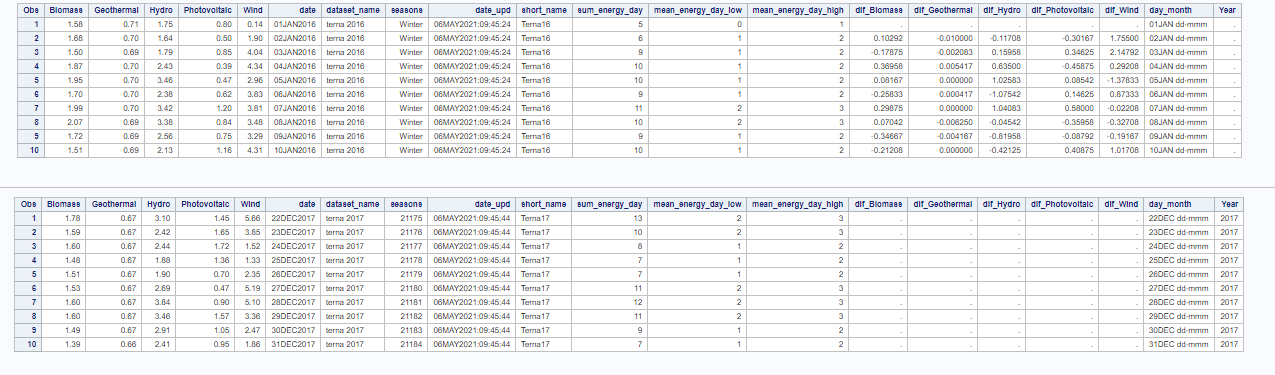 Obs Biomass Geothermal Hydro Photovoltaic Wind date dataset_name seasons date_upd short_name sum_energy_day mean_energy_day_low mean_energy_day_high dif_Biomass dif_Geothermal dif_Hydro dif_Photovoltaic dif_Wind day_month Year
1 1.58 0.71 1.75 0.80 0.14 01JAN2016 terna 2016 Winter 06MAY2021:09:45:24 Terna16 5 0 1 . . . . . 01JAN dd-mmm .
2 1.68 0.70 1.64 0.50 1.90 02JAN2016 terna 2016 Winter 06MAY2021:09:45:24 Terna16 6 1 2 0.10292 -0.010000 -0.11708 -0.30167 1.75500 02JAN dd-mmm .
3 1.50 0.69 1.79 0.85 4.04 03JAN2016 terna 2016 Winter 06MAY2021:09:45:24 Terna16 9 1 2 -0.17875 -0.002083 0.15958 0.34625 2.14792 03JAN dd-mmm .
4 1.87 0.70 2.43 0.39 4.34 04JAN2016 terna 2016 Winter 06MAY2021:09:45:24 Terna16 10 1 2 0.36958 0.005417 0.63500 -0.45875 0.29208 04JAN dd-mmm .
5 1.95 0.70 3.46 0.47 2.96 05JAN2016 terna 2016 Winter 06MAY2021:09:45:24 Terna16 10 1 2 0.08167 0.000000 1.02583 0.08542 -1.37833 05JAN dd-mmm .
6 1.70 0.70 2.38 0.62 3.83 06JAN2016 terna 2016 Winter 06MAY2021:09:45:24 Terna16 9 1 2 -0.25833 0.000417 -1.07542 0.14625 0.87333 06JAN dd-mmm .
7 1.99 0.70 3.42 1.20 3.81 07JAN2016 terna 2016 Winter 06MAY2021:09:45:24 Terna16 11 2 3 0.29875 0.000000 1.04083 0.58000 -0.02208 07JAN dd-mmm .
8 2.07 0.69 3.38 0.84 3.48 08JAN2016 terna 2016 Winter 06MAY2021:09:45:24 Terna16 10 2 3 0.07042 -0.006250 -0.04542 -0.35958 -0.32708 08JAN dd-mmm .
9 1.72 0.69 2.56 0.75 3.29 09JAN2016 terna 2016 Winter 06MAY2021:09:45:24 Terna16 9 1 2 -0.34667 -0.004167 -0.81958 -0.08792 -0.19167 09JAN dd-mmm .
10 1.51 0.69 2.13 1.16 4.31 10JAN2016 terna 2016 Winter 06MAY2021:09:45:24 Terna16 10 1 2 -0.21208 0.000000 -0.42125 0.40875 1.01708 10JAN dd-mmm .
Obs Biomass Geothermal Hydro Photovoltaic Wind date dataset_name seasons date_upd short_name sum_energy_day mean_energy_day_low mean_energy_day_high dif_Biomass dif_Geothermal dif_Hydro dif_Photovoltaic dif_Wind day_month Year
1 1.78 0.67 3.10 1.45 5.66 22DEC2017 terna 2017 21175 06MAY2021:09:45:44 Terna17 13 2 3 . . . . . 22DEC dd-mmm 2017
2 1.59 0.67 2.42 1.65 3.85 23DEC2017 terna 2017 21176 06MAY2021:09:45:44 Terna17 10 2 3 . . . . . 23DEC dd-mmm 2017
3 1.60 0.67 2.44 1.72 1.52 24DEC2017 terna 2017 21177 06MAY2021:09:45:44 Terna17 8 1 2 . . . . . 24DEC dd-mmm 2017
4 1.48 0.67 1.88 1.36 1.33 25DEC2017 terna 2017 21178 06MAY2021:09:45:44 Terna17 7 1 2 . . . . . 25DEC dd-mmm 2017
5 1.51 0.67 1.90 0.70 2.35 26DEC2017 terna 2017 21179 06MAY2021:09:45:44 Terna17 7 1 2 . . . . . 26DEC dd-mmm 2017
6 1.53 0.67 2.69 0.47 5.19 27DEC2017 terna 2017 21180 06MAY2021:09:45:44 Terna17 11 2 3 . . . . . 27DEC dd-mmm 2017
7 1.60 0.67 3.84 0.90 5.10 28DEC2017 terna 2017 21181 06MAY2021:09:45:44 Terna17 12 2 3 . . . . . 28DEC dd-mmm 2017
8 1.60 0.67 3.46 1.57 3.36 29DEC2017 terna 2017 21182 06MAY2021:09:45:44 Terna17 11 2 3 . . . . . 29DEC dd-mmm 2017
9 1.49 0.67 2.91 1.05 2.47 30DEC2017 terna 2017 21183 06MAY2021:09:45:44 Terna17 9 1 2 . . . . . 30DEC dd-mmm 2017
10 1.39 0.66 2.41 0.95 1.86 31DEC2017 terna 2017 21184 06MAY2021:09:45:44 Terna17 7 1 2 . . . . . 31DEC dd-mmm 2017